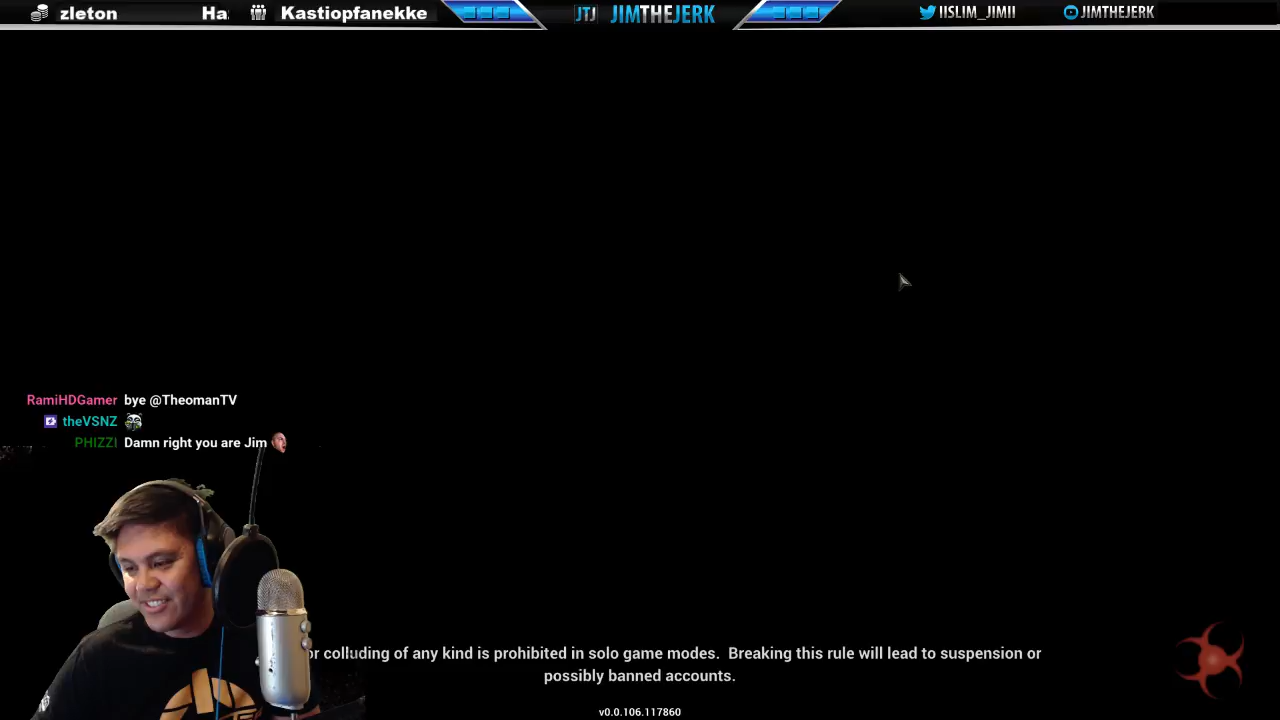 zleton Ha Kastiopfanekke JTJ JIMTHEJERK IISLIM_JIMII JIMTHEJERK
RamiHDGamer bye @TheomanTV
theVSNZ
PHIZZI Damn right you are Jim
or colluding of any kind is prohibited in solo game modes. Breaking this rule will lead to suspension or
possibly banned accounts.
v0.0.106.117860